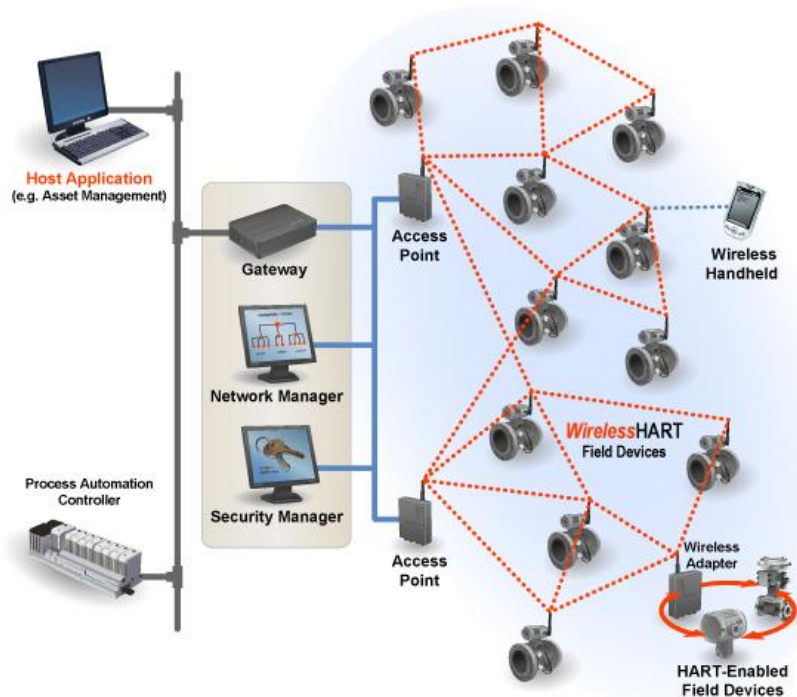 Host Application
(e.g. Asset Management)
Gateway
Access
Point
Wireless
Handheld
Network Manager
WirelessHART
Field Devices
Process Automation
Controller
Security Manager
Access
Point
Wireless
Adapter
HART-Enabled
Field Devices